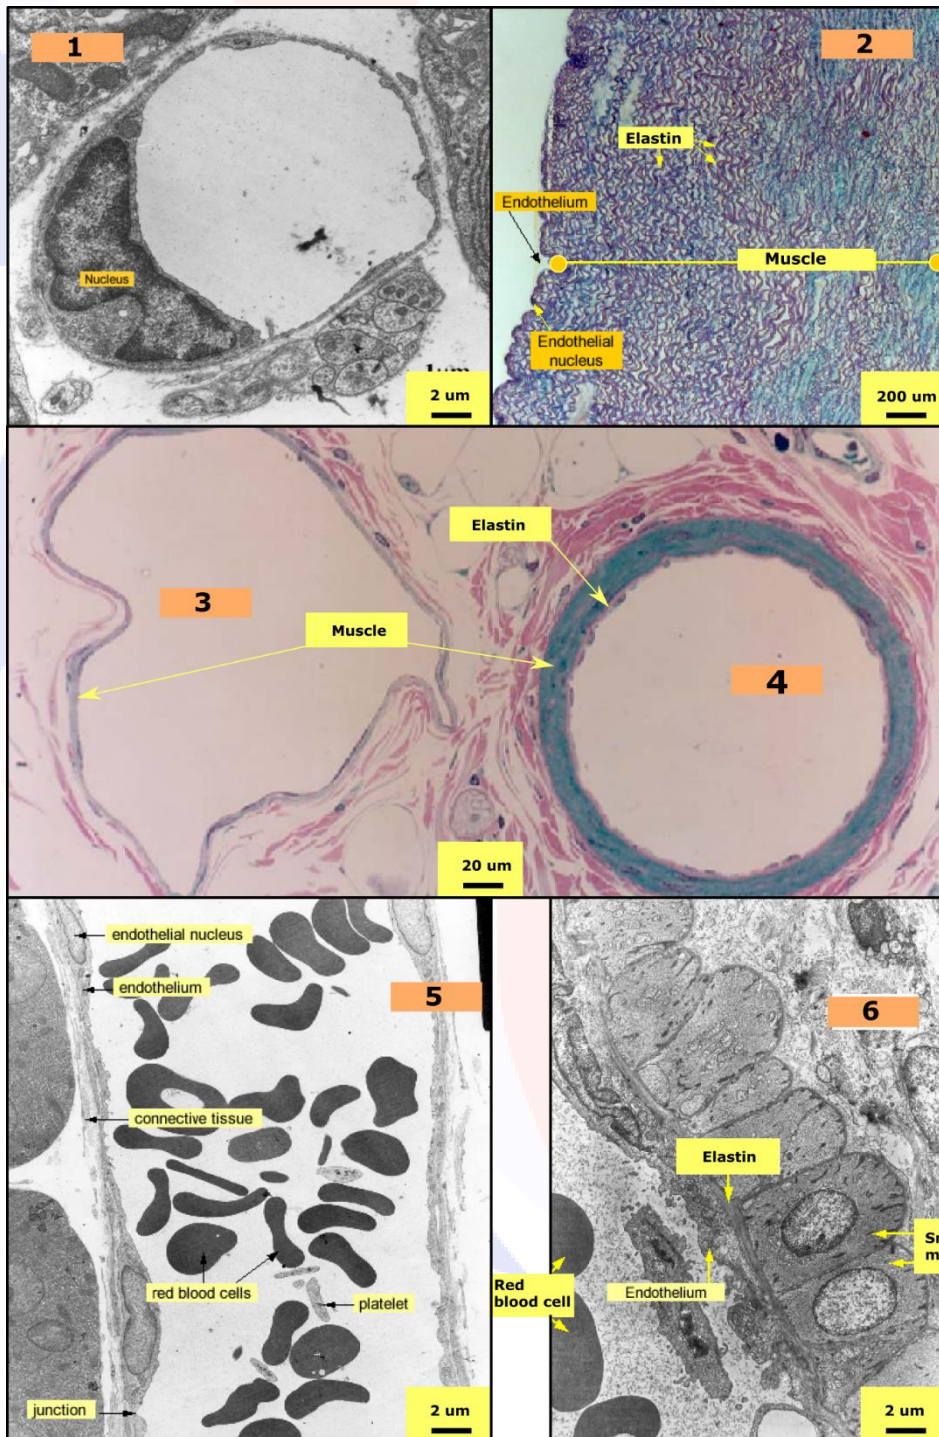 1
Nucleus
1um
2 um
2
Elastin
Endothelium
Muscle
Endothelial
nucleus
200 um
Elastin
3
Muscle
4
20 um
endothelial nucleus
endothelium
5
connective tissue
red blood cells
platelet
junction
2 um
6
Elastin
Red
blood cell
Endothelium
2 um